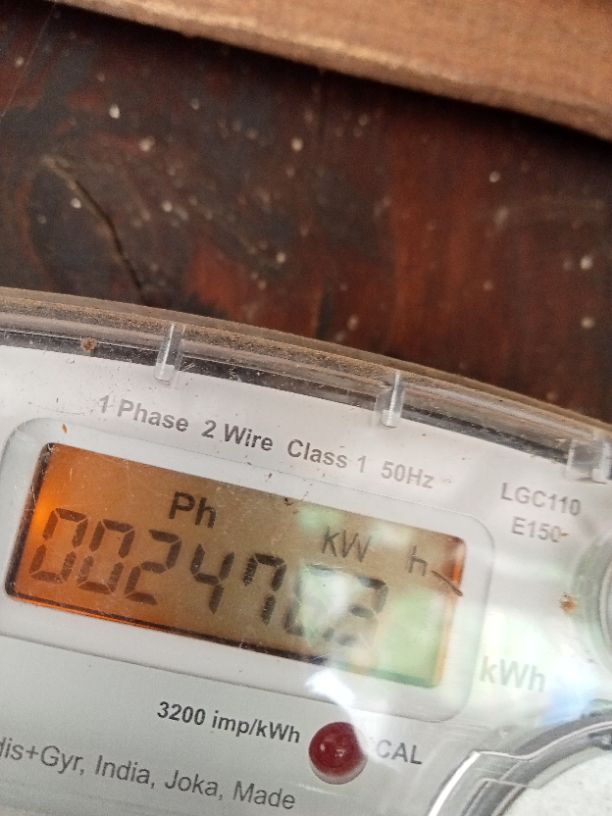 1 Phase 2 Wire Class 1 50Hz
LGC110
E150
Ph
kW h
kWh
3200 imp/kWh
CAL
dis+Gyr, India, Joka, Made